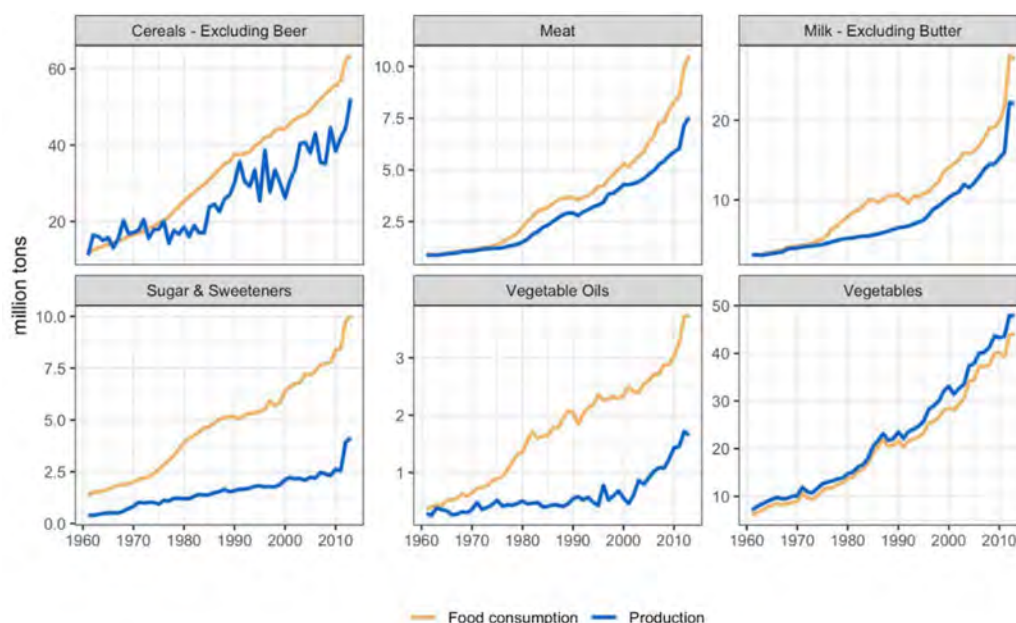 Cereals - Excluding Beer
Meat
Milk - Excluding Butter
60
40
20
10.0
7.5
5.0
2.5
20
10
million tons
Sugar & Sweeteners
Vegetable Oils
Vegetables
10.0
7.5
5.0
2.5
0.0
3
2
1
50
40
30
20
10
1960 1970 1980 1990 2000 2010
1960 1970 1980 1990 2000 2010
1960 1970 1980 1990 2000 2010
Food consumption Production